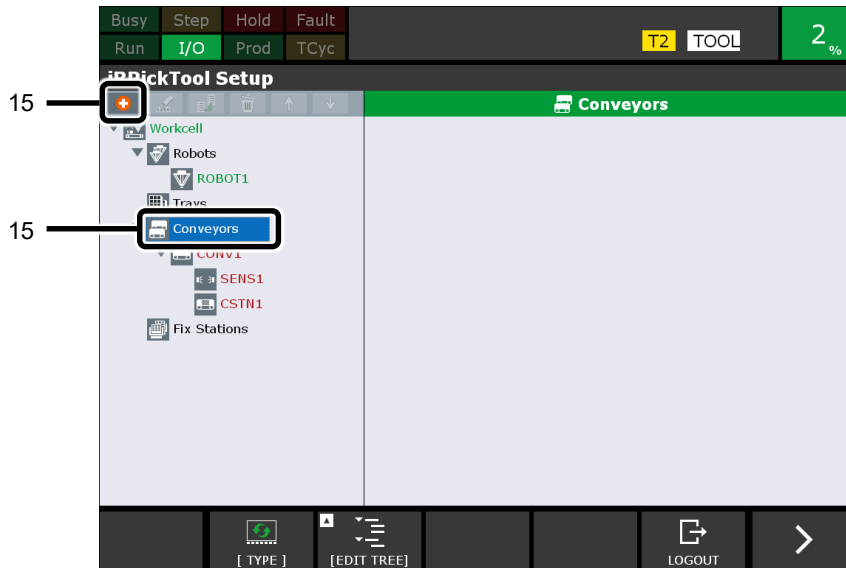 Busy Step Hold Fault
Run I/O Prod TCyc
T2 TOOL
2%
iRPickTool Setup
15
Conveyors
Workcell
Robots
ROBOT1
Trays
15
Conveyors
CONV1
SENS1
CSTN1
Fix Stations
[ TYPE ]
[EDIT TREE]
LOGOUT